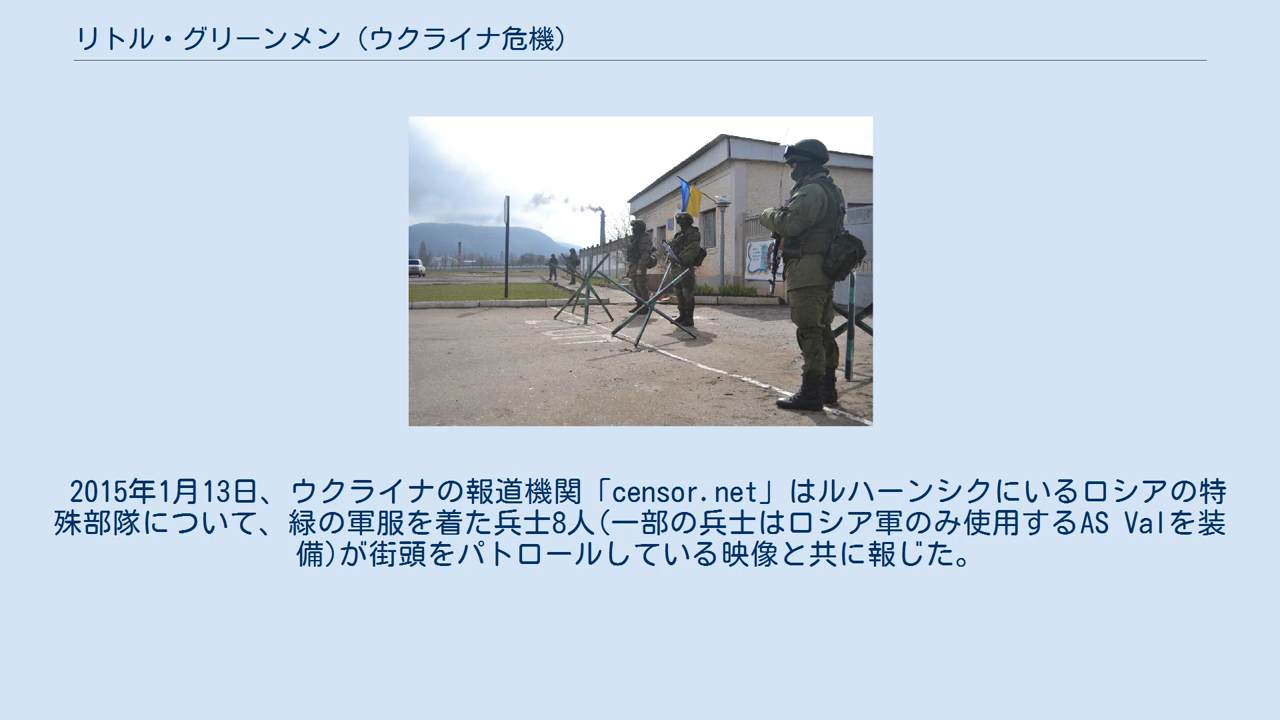 リトル・グリーンメン（ウクライナ危機）
2015年1月13日、ウクライナの報道機関「censor.net」はルハーンシクにいるロシアの特
殊部隊について、緑の軍服を着た兵士8人(一部の兵士はロシア軍のみ使用するAS Valを装
備)が街頭をパトロールしている映像と共に報じた。